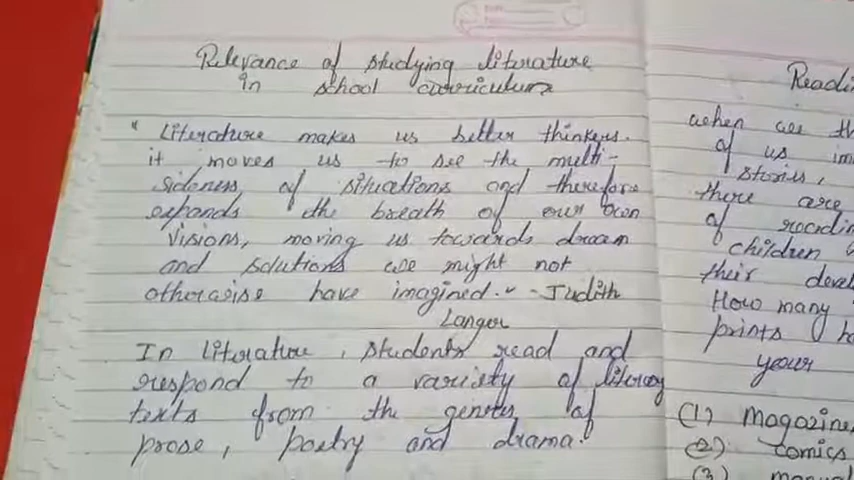 Relevance of studying literature
in school curriculum
" Literature makes us better thinkers.
it moves us to see the multi-
sideness of situations and therefore
expands the breath of our own
visions, moving us towards dream
and solutions we might not
otherwise have imagined." - Judith
Langer
In literature, students read and
respond to a variety of literary
texts from the genres of
prose, poetry and drama.
when we
of us
stories,
there are
of
children
their
How many
prints
your
(1) magazine
(2) comics
(3)